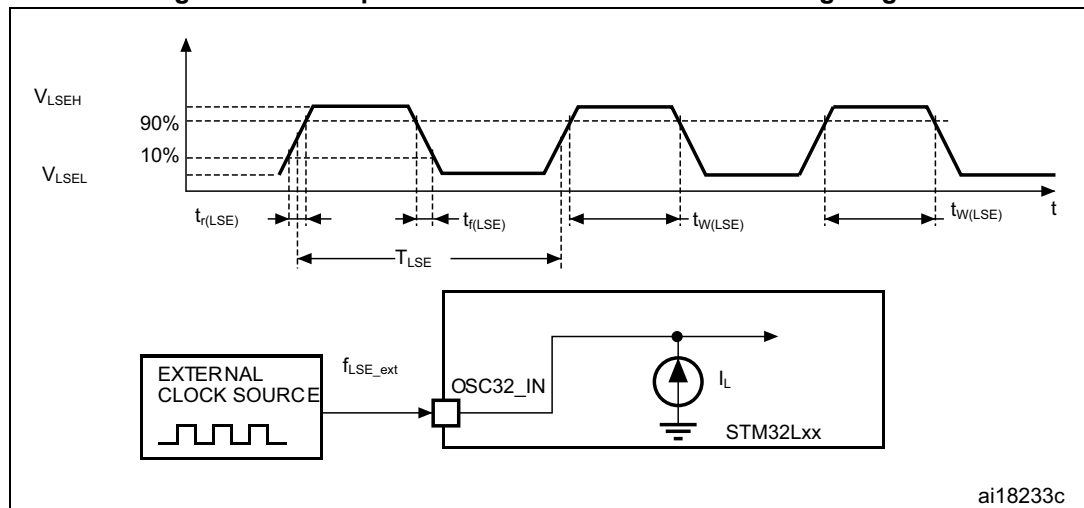 V_LSEH
90%
10%
V_LSEL
t_r(LSE)
t_f(LSE)
t_W(LSE)
t_W(LSE)
t
T_LSE
EXTERNAL
CLOCK SOURCE
f_LSE_ext
OSC32_IN
I_L
STM32Lxx
ai18233c